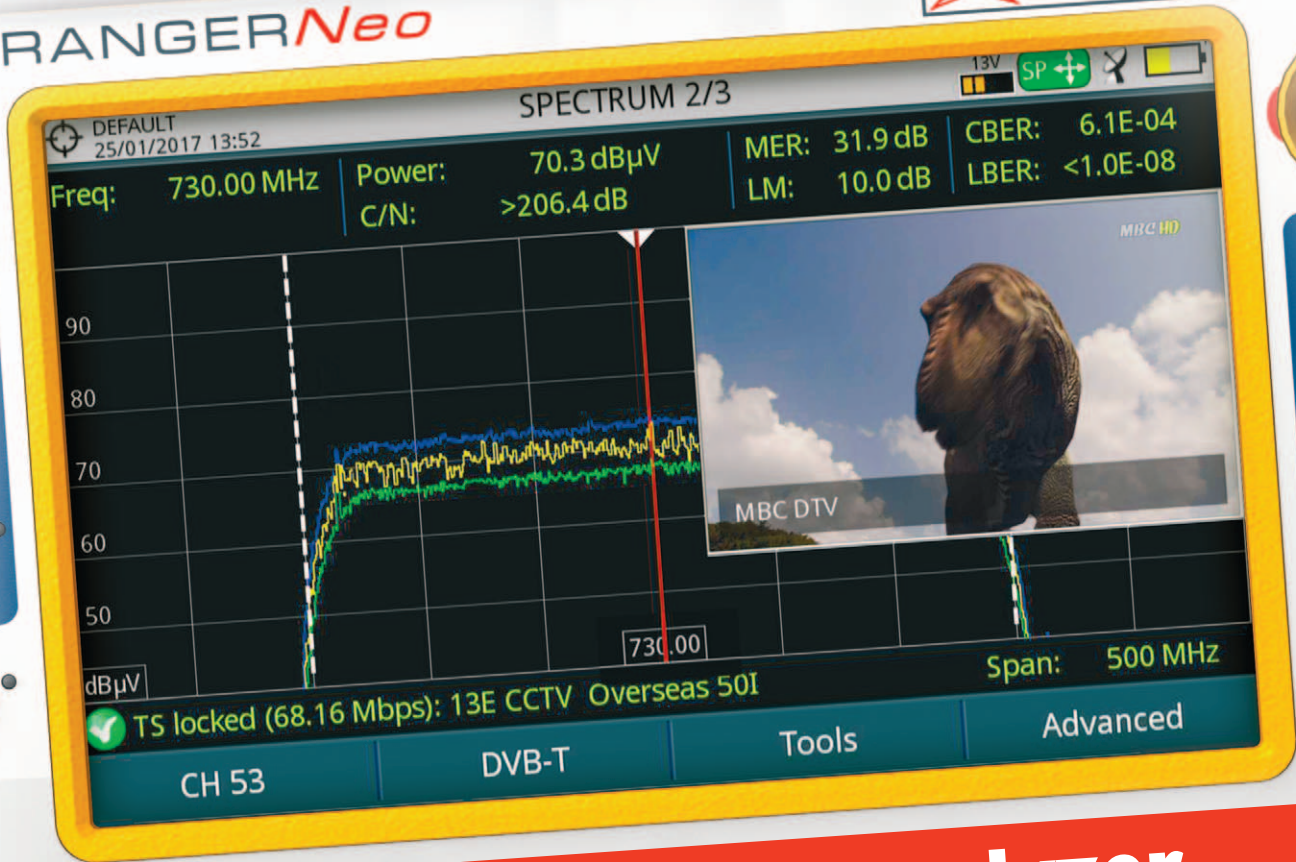 RANGERNeo
DEFAULT
25/01/2017 13:52
SPECTRUM 2/3
13V
SP
Freq: 730.00 MHz
Power: 70.3 dBµV
C/N: >206.4 dB
MER: 31.9 dB
LM: 10.0 dB
CBER: 6.1E-04
LBER: <1.0E-08
MBC HD
90
80
70
60
50
dBµV
MBC DTV
730.00
Span: 500 MHz
TS locked (68.16 Mbps): 13E CCTV Overseas 50I
CH 53
DVB-T
Tools
Advanced